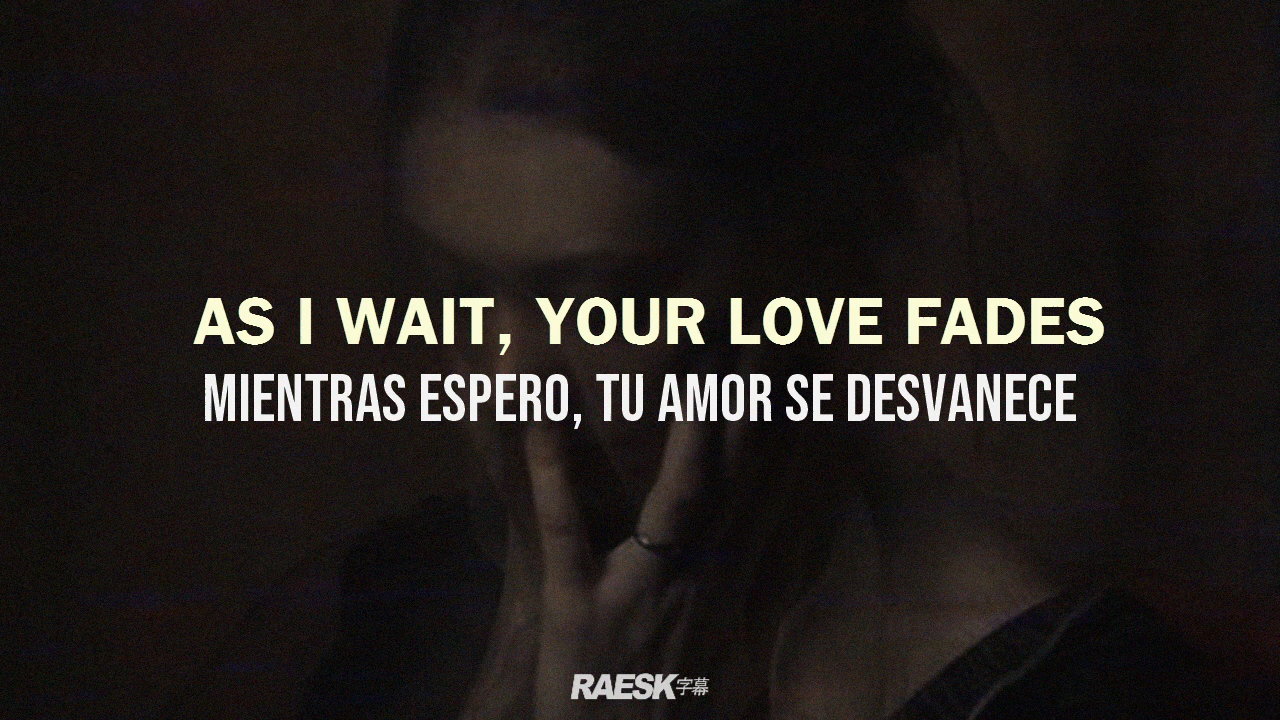 AS I WAIT, YOUR LOVE FADES
MIENTRAS ESPERO, TU AMOR SE DESVANECE
RAESK字幕